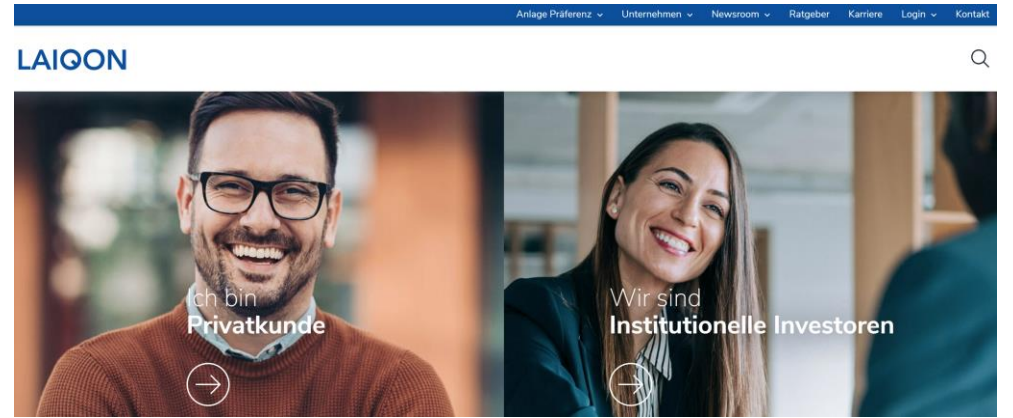 Anlage Präferenz Unternehmen Newsroom Ratgeber Karriere Login Kontakt
LAIQON
Ich bin
Privatkunde
Wir sind
Institutionelle Investoren